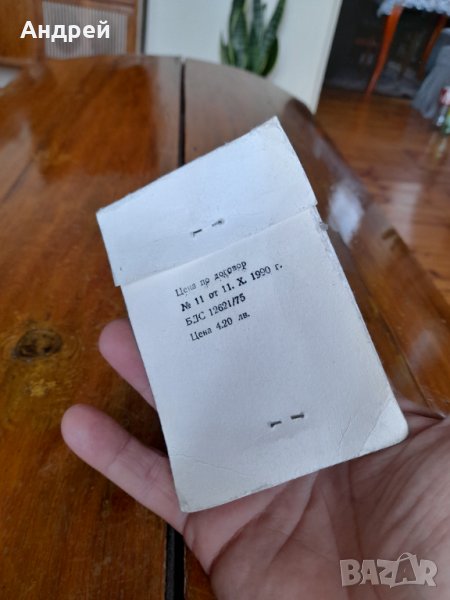 Андрей
Цена по договор
№ 11 от 11. X. 1990 г.
БДС 12621/75
Цена 4.20 лв.
BAZAR